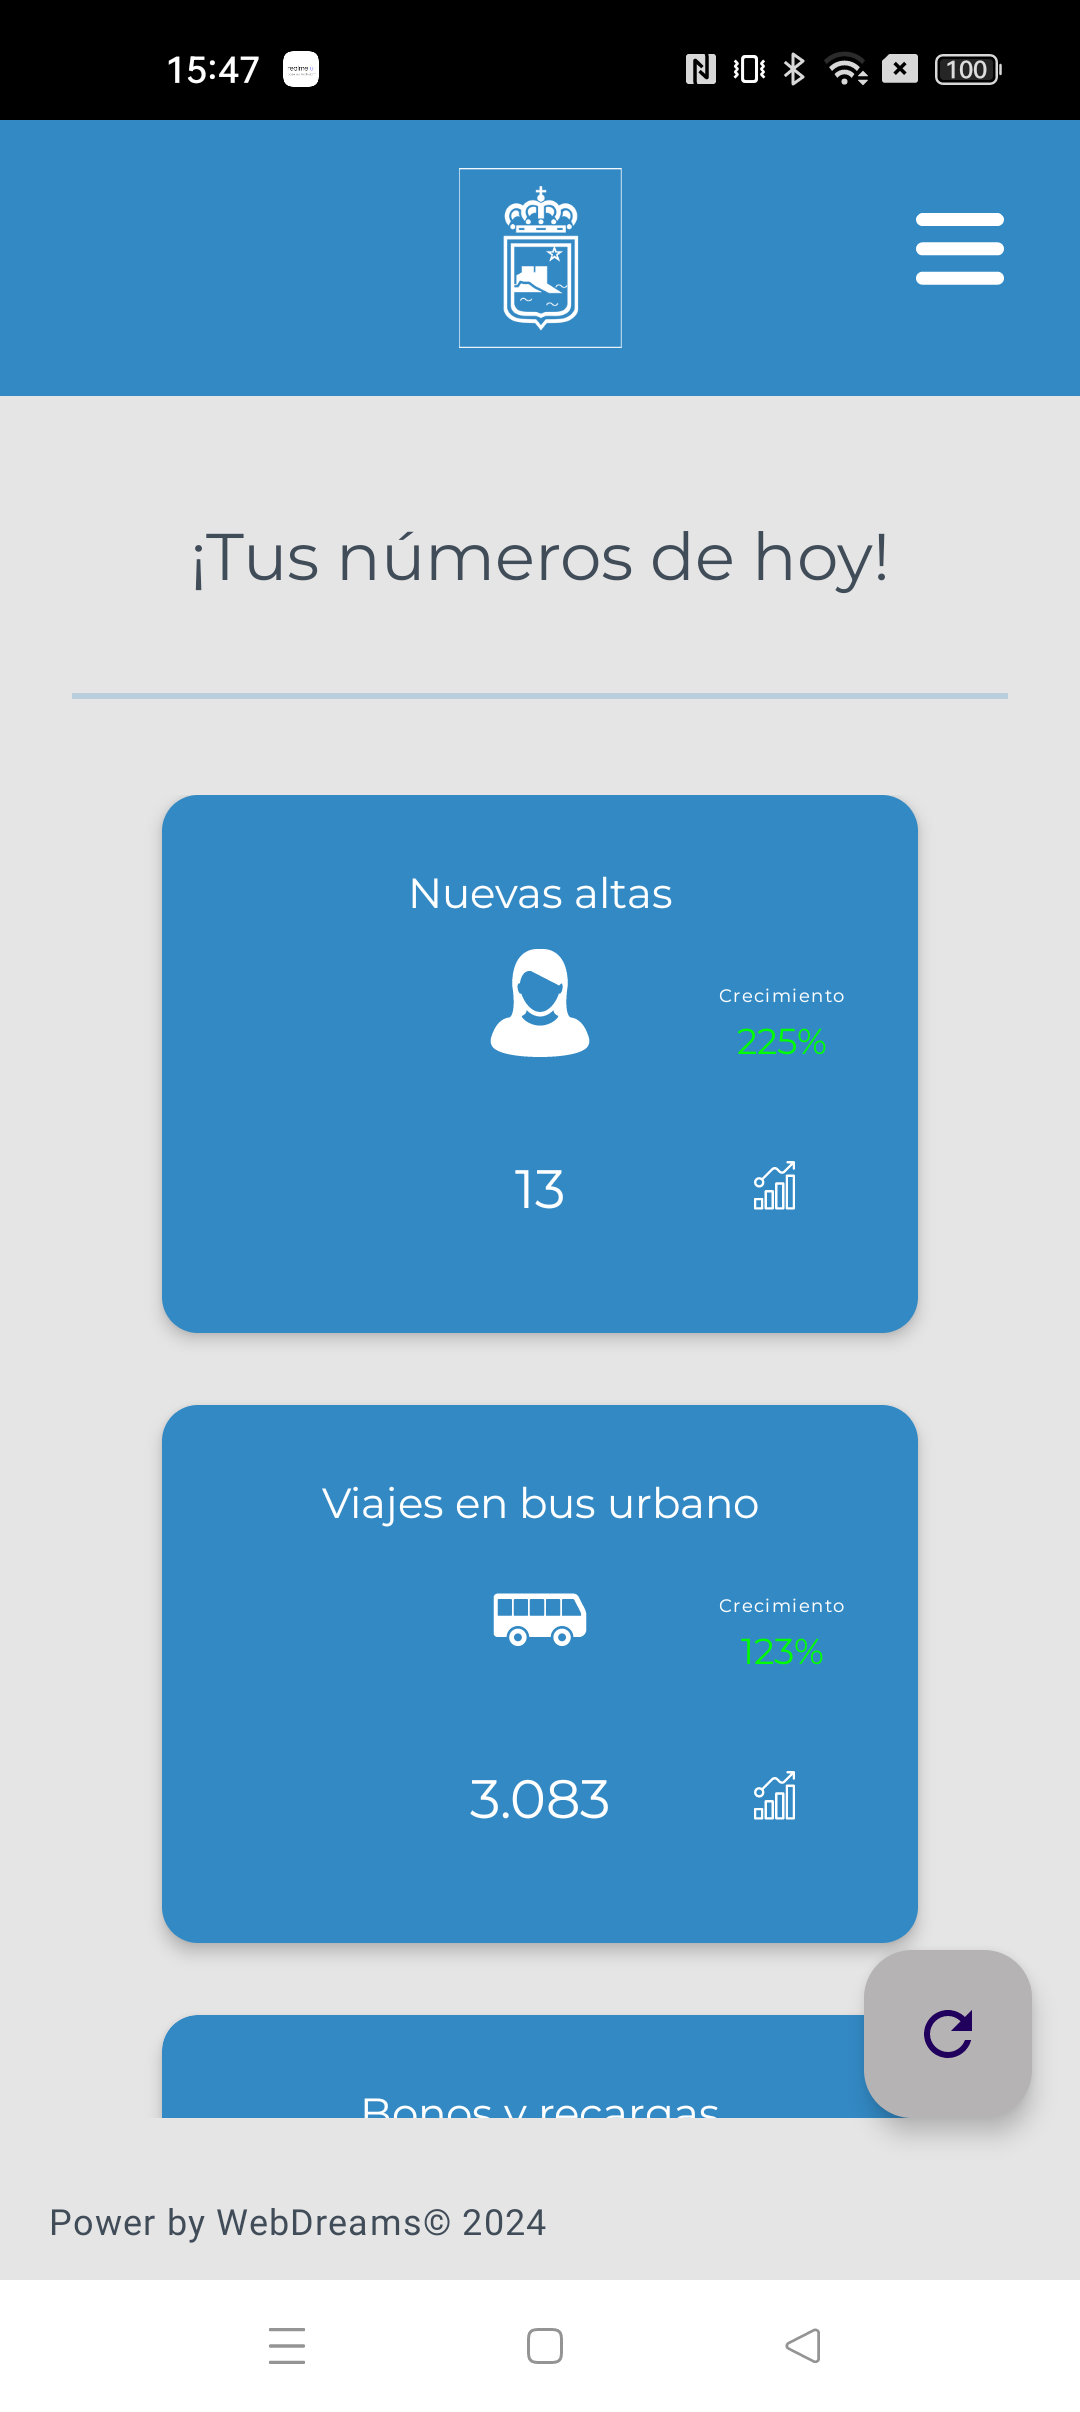 15:47
100
¡Tus números de hoy!
Nuevas altas
Crecimiento
225%
13
Viajes en bus urbano
Crecimiento
123%
3.083
Bonos y recargas
Power by WebDreams© 2024